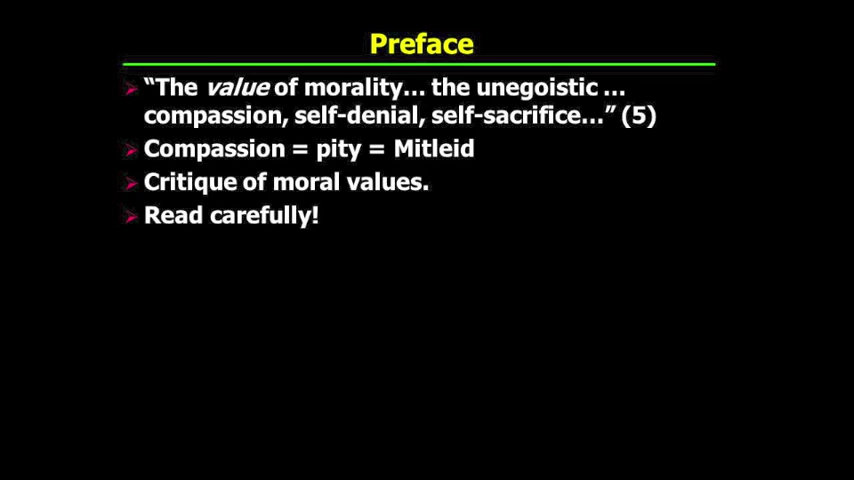 Preface
“The value of morality… the unegoistic …
compassion, self-denial, self-sacrifice…” (5)
Compassion = pity = Mitleid
Critique of moral values.
Read carefully!